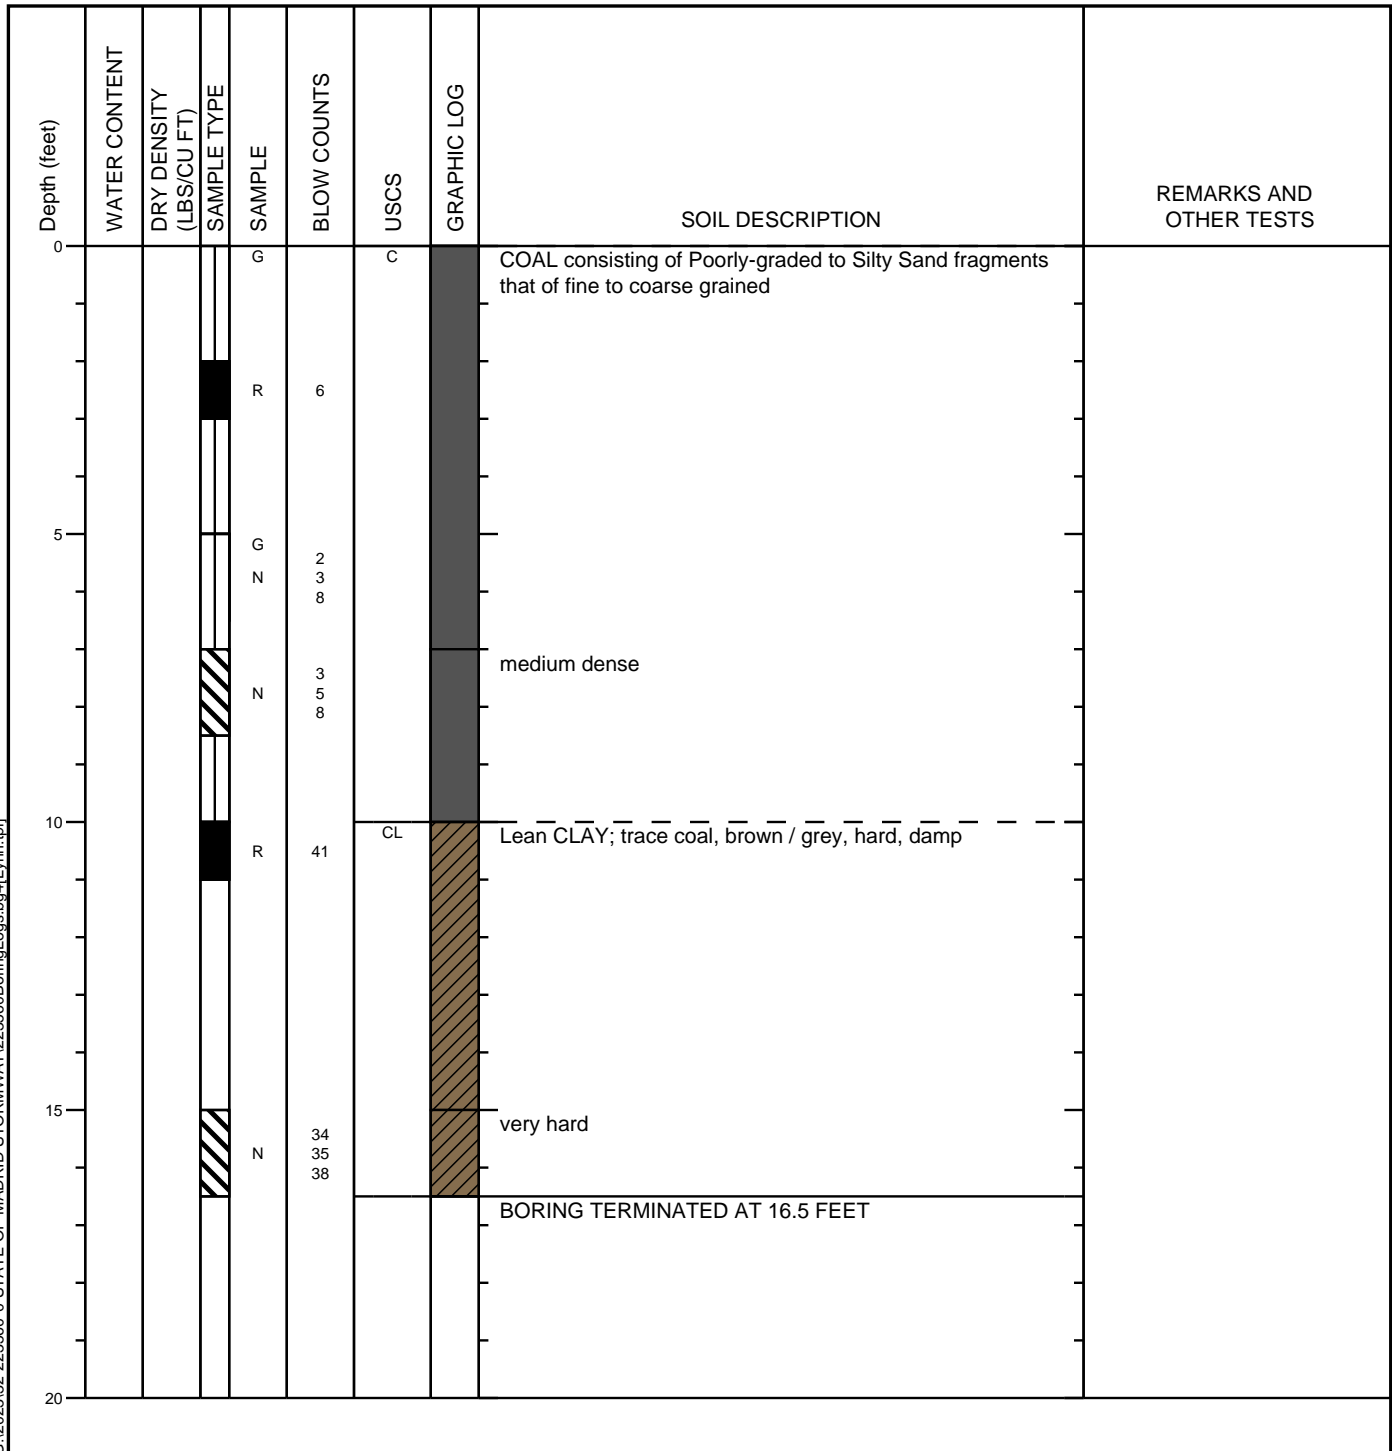 Depth (feet)
WATER CONTENT
DRY DENSITY
(LBS/CU FT)
SAMPLE TYPE
SAMPLE
BLOW COUNTS
USCS
GRAPHIC LOG
SOIL DESCRIPTION
REMARKS AND
OTHER TESTS
0
G
C
COAL consisting of Poorly-graded to Silty Sand fragments
that of fine to coarse grained
R
6
5
G
2
N
3
8
medium dense
3
N
5
8
10
CL
Lean CLAY; trace coal, brown / grey, hard, damp
R
41
15
very hard
34
N
35
38
BORING TERMINATED AT 16.5 FEET
20